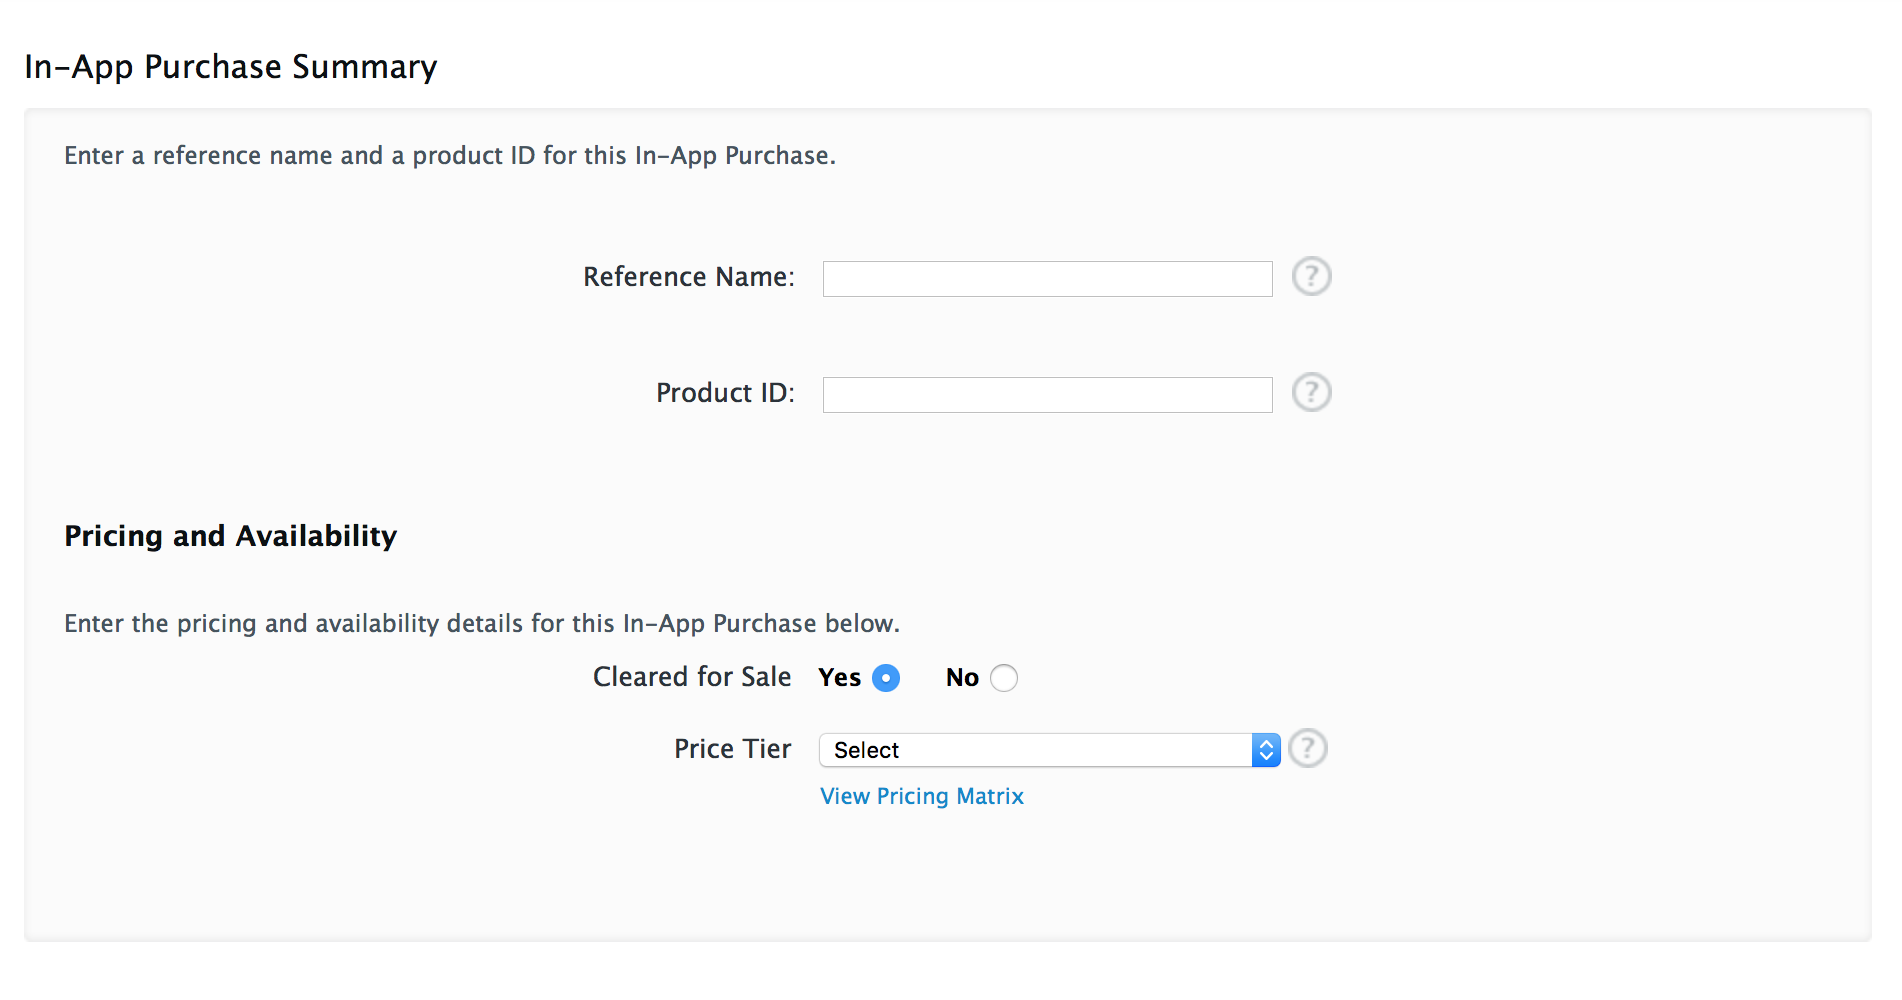 In-App Purchase Summary
Enter a reference name and a product ID for this In-App Purchase.
Reference Name: ?
Product ID: ?
Pricing and Availability
Enter the pricing and availability details for this In-App Purchase below.
Cleared for Sale Yes No
Price Tier Select ?
View Pricing Matrix